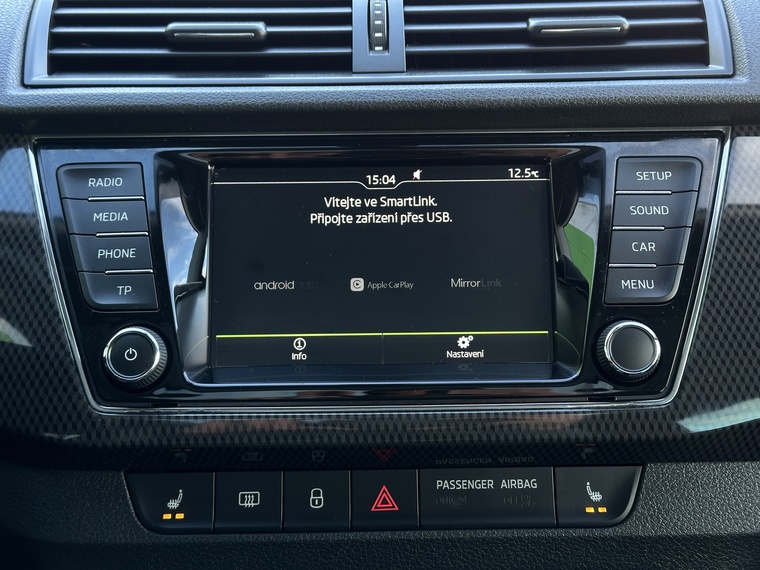 15:04
12.5°C
Vítejte ve SmartLink.
Připojte zařízení přes USB.
android auto
Apple CarPlay
MirrorLink
Info
Nastavení
RADIO
MEDIA
PHONE
TP
SETUP
SOUND
CAR
MENU
PASSENGER AIRBAG